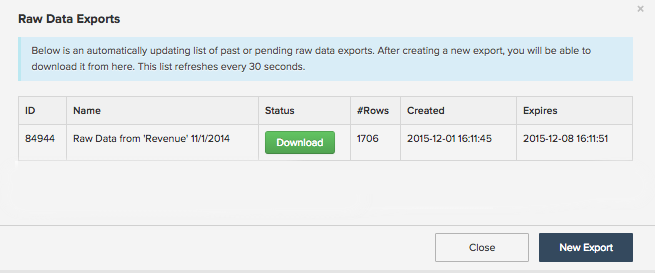 Raw Data Exports
×
Below is an automatically updating list of past or pending raw data exports. After creating a new export, you will be able to
download it from here. This list refreshes every 30 seconds.
ID Name Status #Rows Created Expires
84944 Raw Data from 'Revenue' 11/1/2014 Download 1706 2015-12-01 16:11:45 2015-12-08 16:11:51
Close New Export